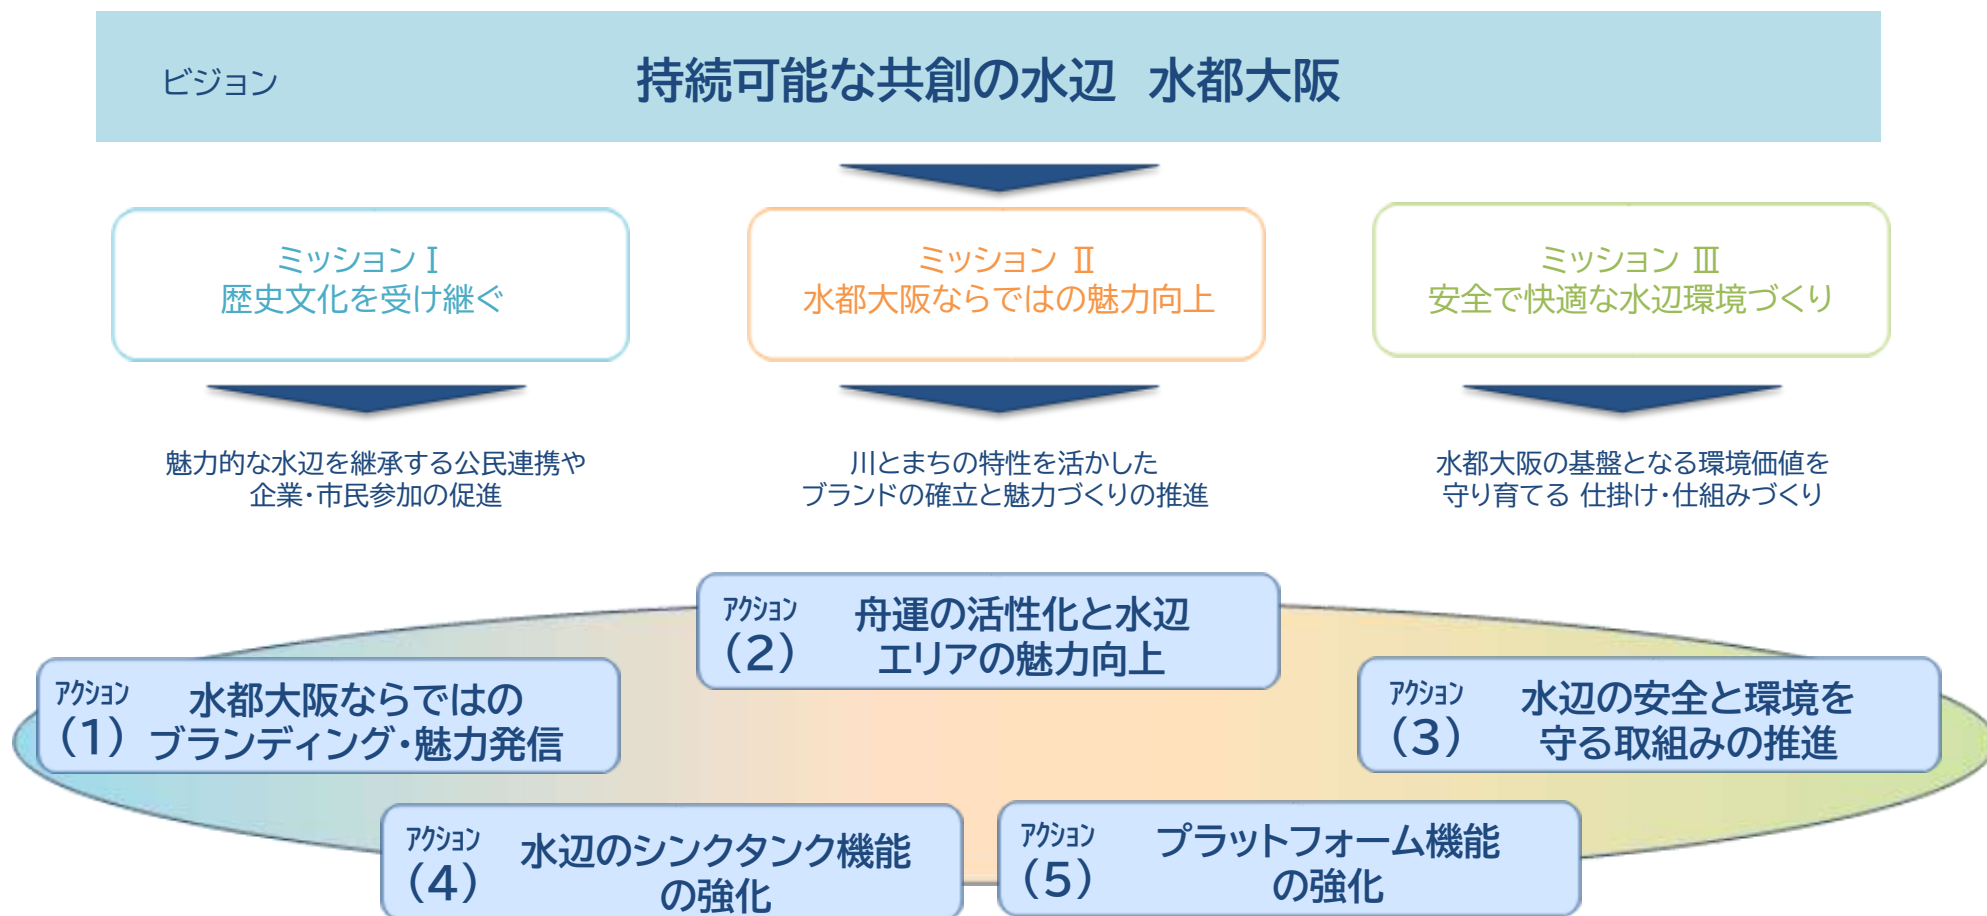 ビジョン
持続可能な共創の水辺 水都大阪
ミッション Ⅰ
歴史文化を受け継ぐ
ミッション Ⅱ
水都大阪ならではの魅力向上
ミッション Ⅲ
安全で快適な水辺環境づくり
魅力的な水辺を継承する公民連携や
企業・市民参加の促進
川とまちの特性を活かした
ブランドの確立と魅力づくりの推進
水都大阪の基盤となる環境価値を
守り育てる 仕掛け・仕組みづくり
アクション
(1)
水都大阪ならではの
ブランディング・魅力発信
アクション
(2)
舟運の活性化と水辺
エリアの魅力向上
アクション
(3)
水辺の安全と環境を
守る取組みの推進
アクション
(4)
水辺のシンクタンク機能
の強化
アクション
(5)
プラットフォーム機能
の強化